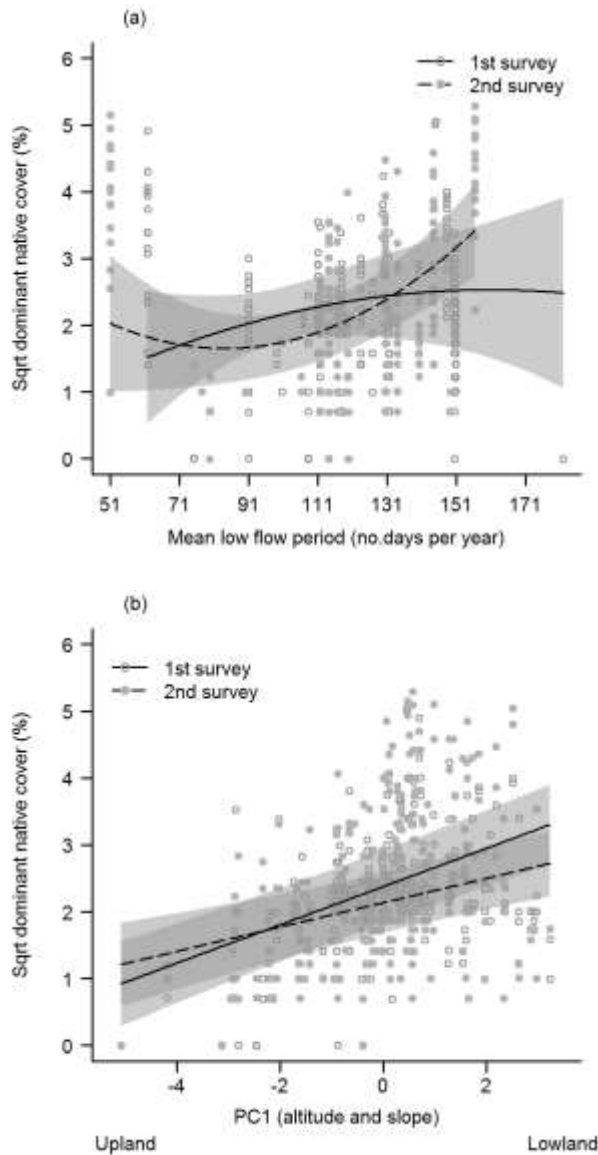 (a)
6
5
4
3
2
1
0
Sqrt dominant native cover (%)
1st survey
2nd survey
51 71 91 111 131 151 171
Mean low flow period (no.days per year)
(b)
6
5
4
3
2
1
0
Sqrt dominant native cover (%)
1st survey
2nd survey
-4 -2 0 2
PC1 (altitude and slope)
Upland Lowland